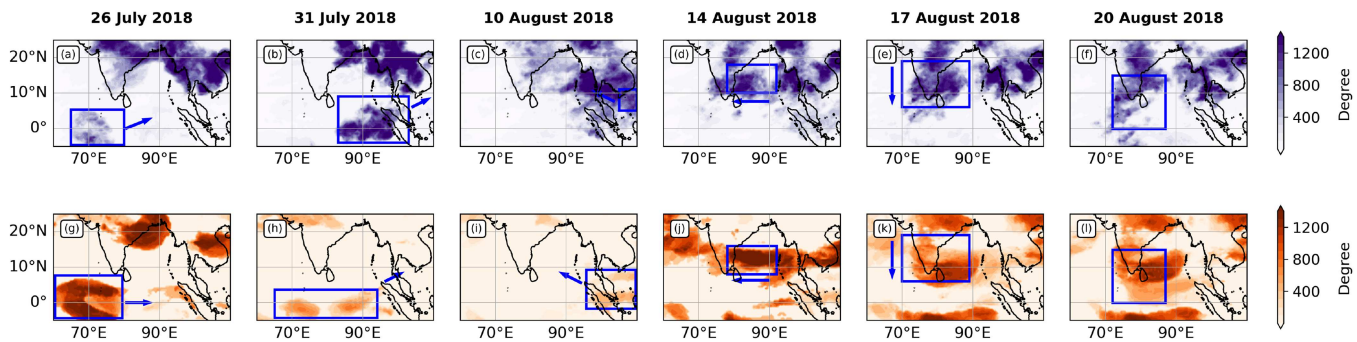 26 July 2018 31 July 2018 10 August 2018 14 August 2018 17 August 2018 20 August 2018
(a) (b) (c) (d) (e) (f)
20°N
10°N
0°
70°E 90°E 70°E 90°E 70°E 90°E 70°E 90°E 70°E 90°E 70°E 90°E
1200
800
400
Degree
(g) (h) (i) (j) (k) (l)
20°N
10°N
0°
70°E 90°E 70°E 90°E 70°E 90°E 70°E 90°E 70°E 90°E 70°E 90°E
1200
800
400
Degree